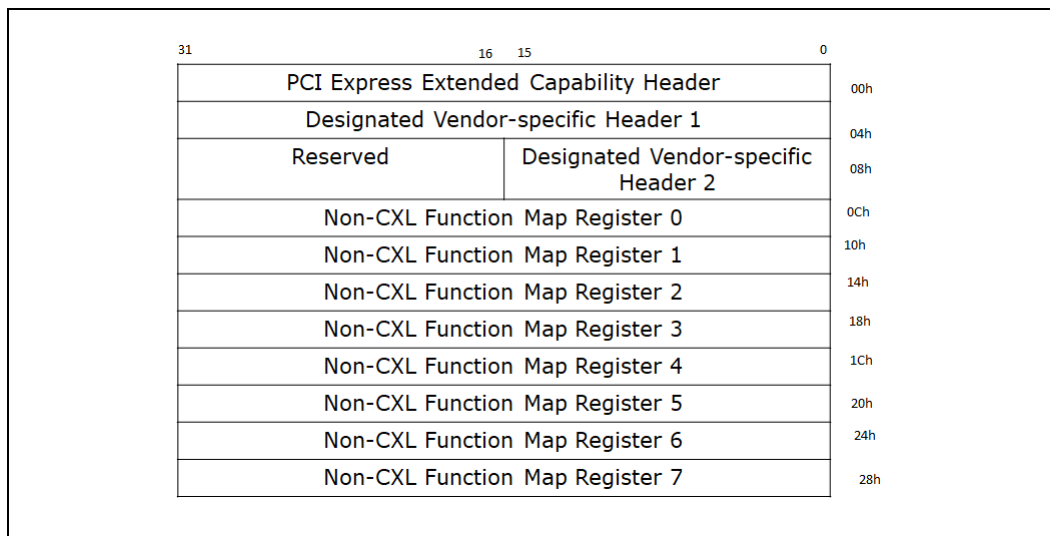 31 16 15 0
PCI Express Extended Capability Header 00h
Designated Vendor-specific Header 1 04h
Reserved Designated Vendor-specific 08h
Header 2
Non-CXL Function Map Register 0 0Ch
Non-CXL Function Map Register 1 10h
Non-CXL Function Map Register 2 14h
Non-CXL Function Map Register 3 18h
Non-CXL Function Map Register 4 1Ch
Non-CXL Function Map Register 5 20h
Non-CXL Function Map Register 6 24h
Non-CXL Function Map Register 7 28h